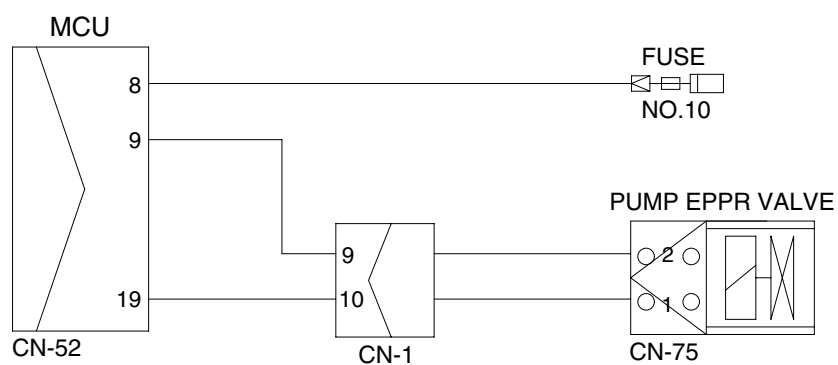 MCU
FUSE
8
NO.10
9
PUMP EPPR VALVE
9
2
19
10
1
CN-52
CN-1
CN-75